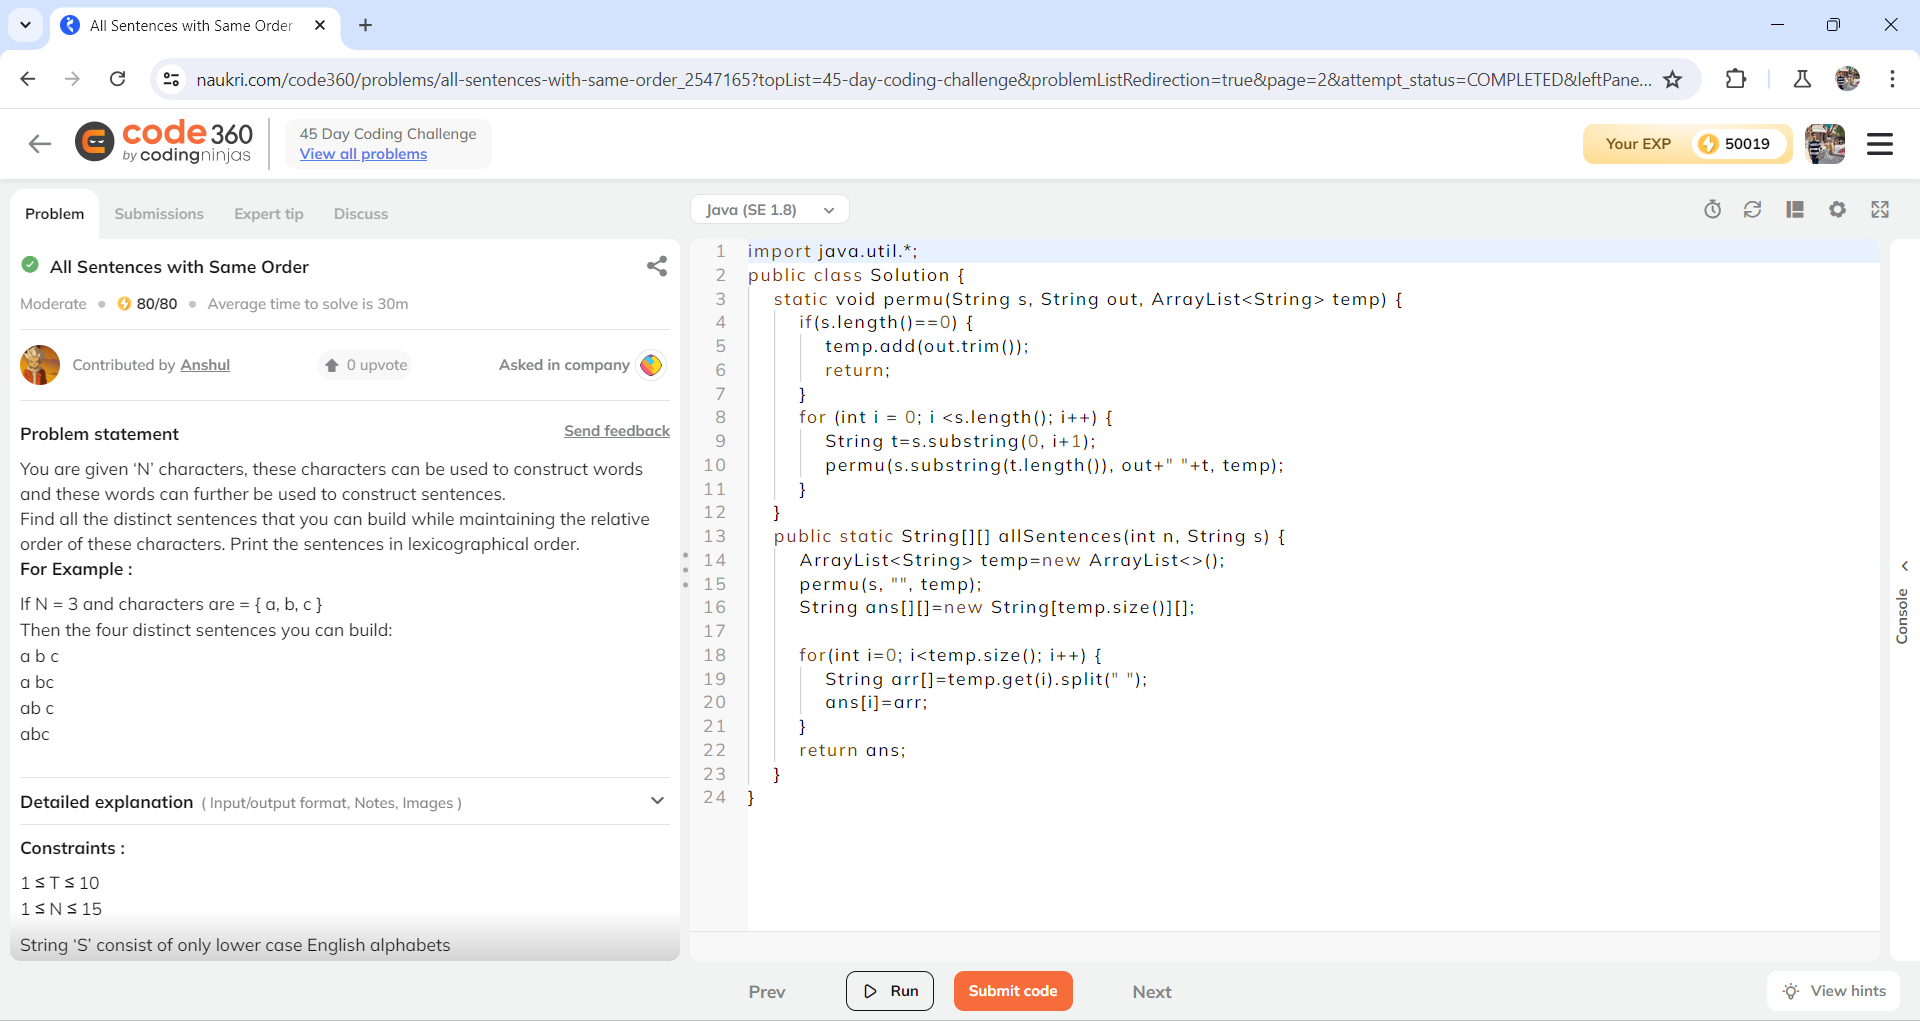 All Sentences with Same Order
naukri.com/code360/problems/all-sentences-with-same-order_2547165?topList=45-day-coding-challenge&problemListRedirection=true&page=2&attempt_status=COMPLETED&leftPane...
code 360
by codingninjas
45 Day Coding Challenge
View all problems
Your EXP 50019
Problem Submissions Expert tip Discuss
All Sentences with Same Order
Moderate 80/80 Average time to solve is 30m
Contributed by Anshul 0 upvote Asked in company
Problem statement Send feedback
You are given ‘N’ characters, these characters can be used to construct words
and these words can further be used to construct sentences.
Find all the distinct sentences that you can build while maintaining the relative
order of these characters. Print the sentences in lexicographical order.
For Example :
If N = 3 and characters are = { a, b, c }
Then the four distinct sentences you can build:
a b c
a bc
ab c
abc
Detailed explanation ( Input/output format, Notes, Images )
Constraints :
1 ≤ T ≤ 10
1 ≤ N ≤ 15
String ‘S’ consist of only lower case English alphabets
Java (SE 1.8)
1 import java.util.*;
2 public class Solution {
3 static void permu(String s, String out, ArrayList<String> temp) {
4 if(s.length()==0) {
5 temp.add(out.trim());
6 return;
7 }
8 for (int i = 0; i <s.length(); i++) {
9 String t=s.substring(0, i+1);
10 permu(s.substring(t.length()), out+" "+t, temp);
11 }
12 }
13 public static String[][] allSentences(int n, String s) {
14 ArrayList<String> temp=new ArrayList<>();
15 permu(s, "", temp);
16 String ans[][]=new String[temp.size()][];
17
18 for(int i=0; i<temp.size(); i++) {
19 String arr[]=temp.get(i).split(" ");
20 ans[i]=arr;
21 }
22 return ans;
23 }
24 }
Console
Prev Run Submit code Next View hints